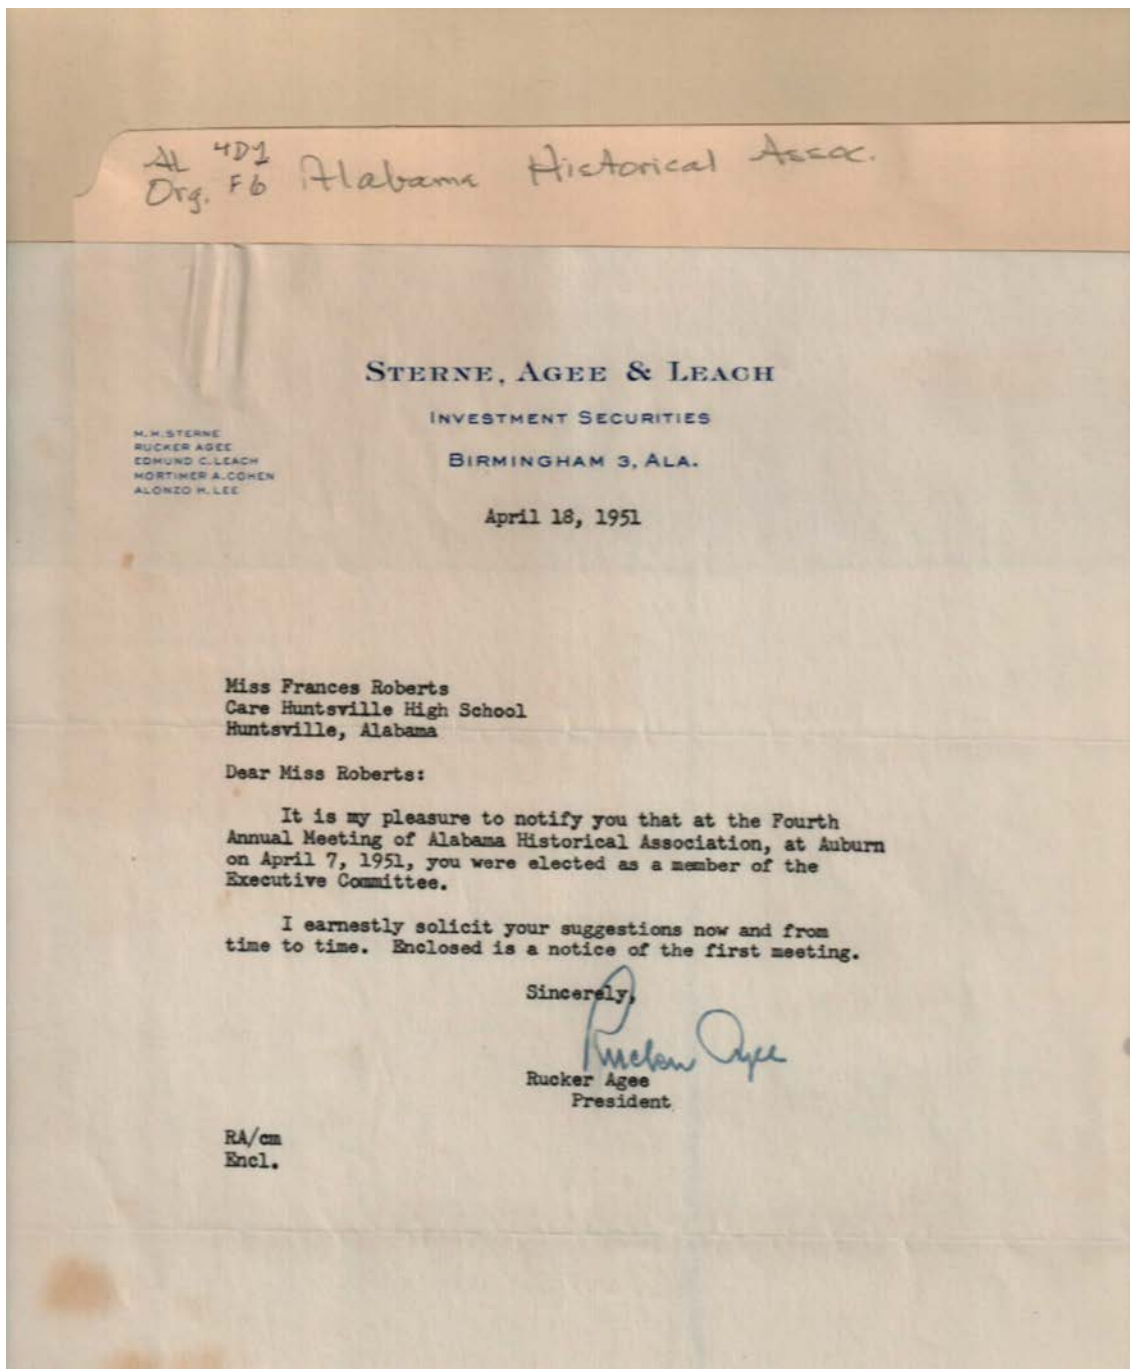 AL 4D1
Org. F6 Alabama Historical Assoc.
STERNE, AGEE & LEACH
INVESTMENT SECURITIES
BIRMINGHAM 3, ALA.
M.H.STERNE
RUCKER AGEE
EDMUND C.LEACH
MORTIMER A.COHEN
ALONZO H.LEE
April 18, 1951
Miss Frances Roberts
Care Huntsville High School
Huntsville, Alabama
Dear Miss Roberts:
It is my pleasure to notify you that at the Fourth
Annual Meeting of Alabama Historical Association, at Auburn
on April 7, 1951, you were elected as a member of the
Executive Committee.
I earnestly solicit your suggestions now and from
time to time. Enclosed is a notice of the first meeting.
Sincerely,
Rucker Agee
Rucker Agee
President
RA/cm
Encl.